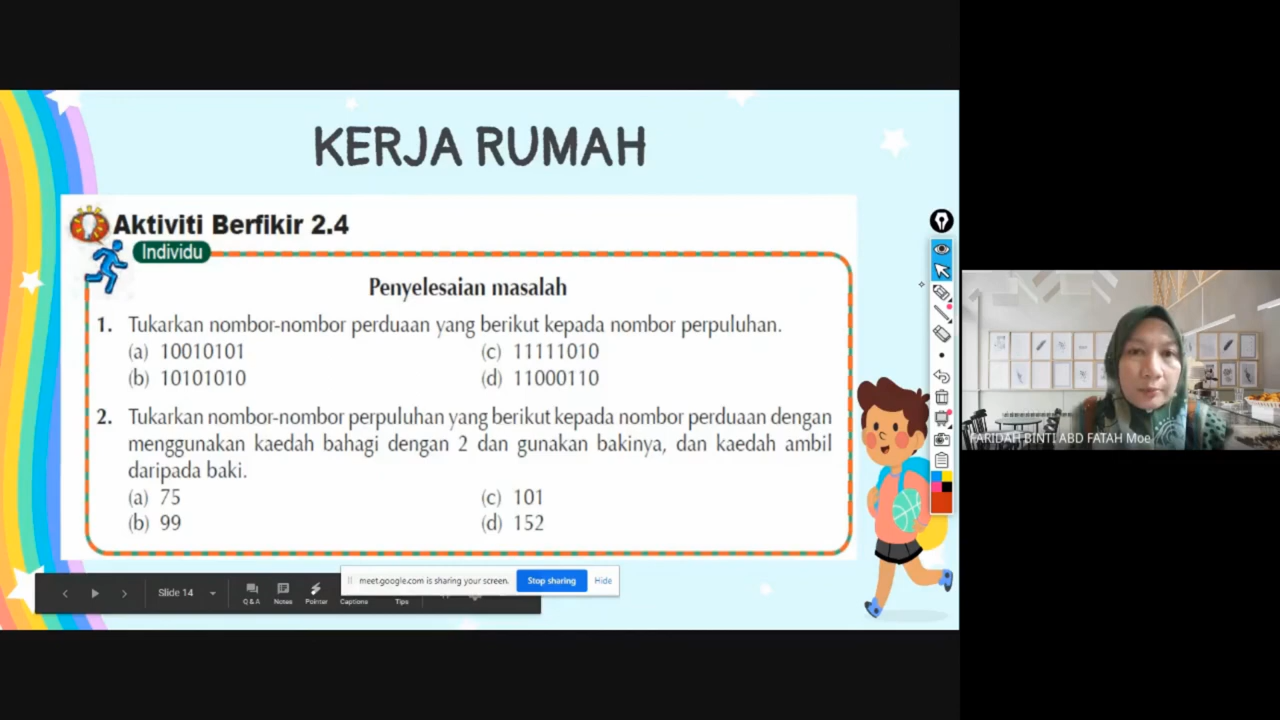 KERJA RUMAH
Aktiviti Berfikir 2.4
Individu
Penyelesaian masalah
1. Tukarkan nombor-nombor perduaan yang berikut kepada nombor perpuluhan.
(a) 10010101 (c) 11111010
(b) 10101010 (d) 11000110
2. Tukarkan nombor-nombor perpuluhan yang berikut kepada nombor perduaan dengan
menggunakan kaedah bahagi dengan 2 dan gunakan bakinya, dan kaedah ambil
daripada baki.
(a) 75 (c) 101
(b) 99 (d) 152
meet.google.com is sharing your screen. Stop sharing Hide
Slide 14
Q & A Notes Pointer Captions Tips
FARIDAH BINTI ABD FATAH Moe